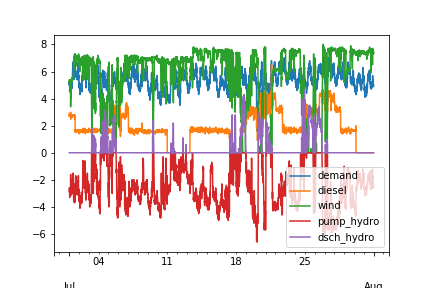 8
6
4
2
0
−2
−4
−6
demand
diesel
wind
pump_hydro
dsch_hydro
04 11 18 25
Jul Aug